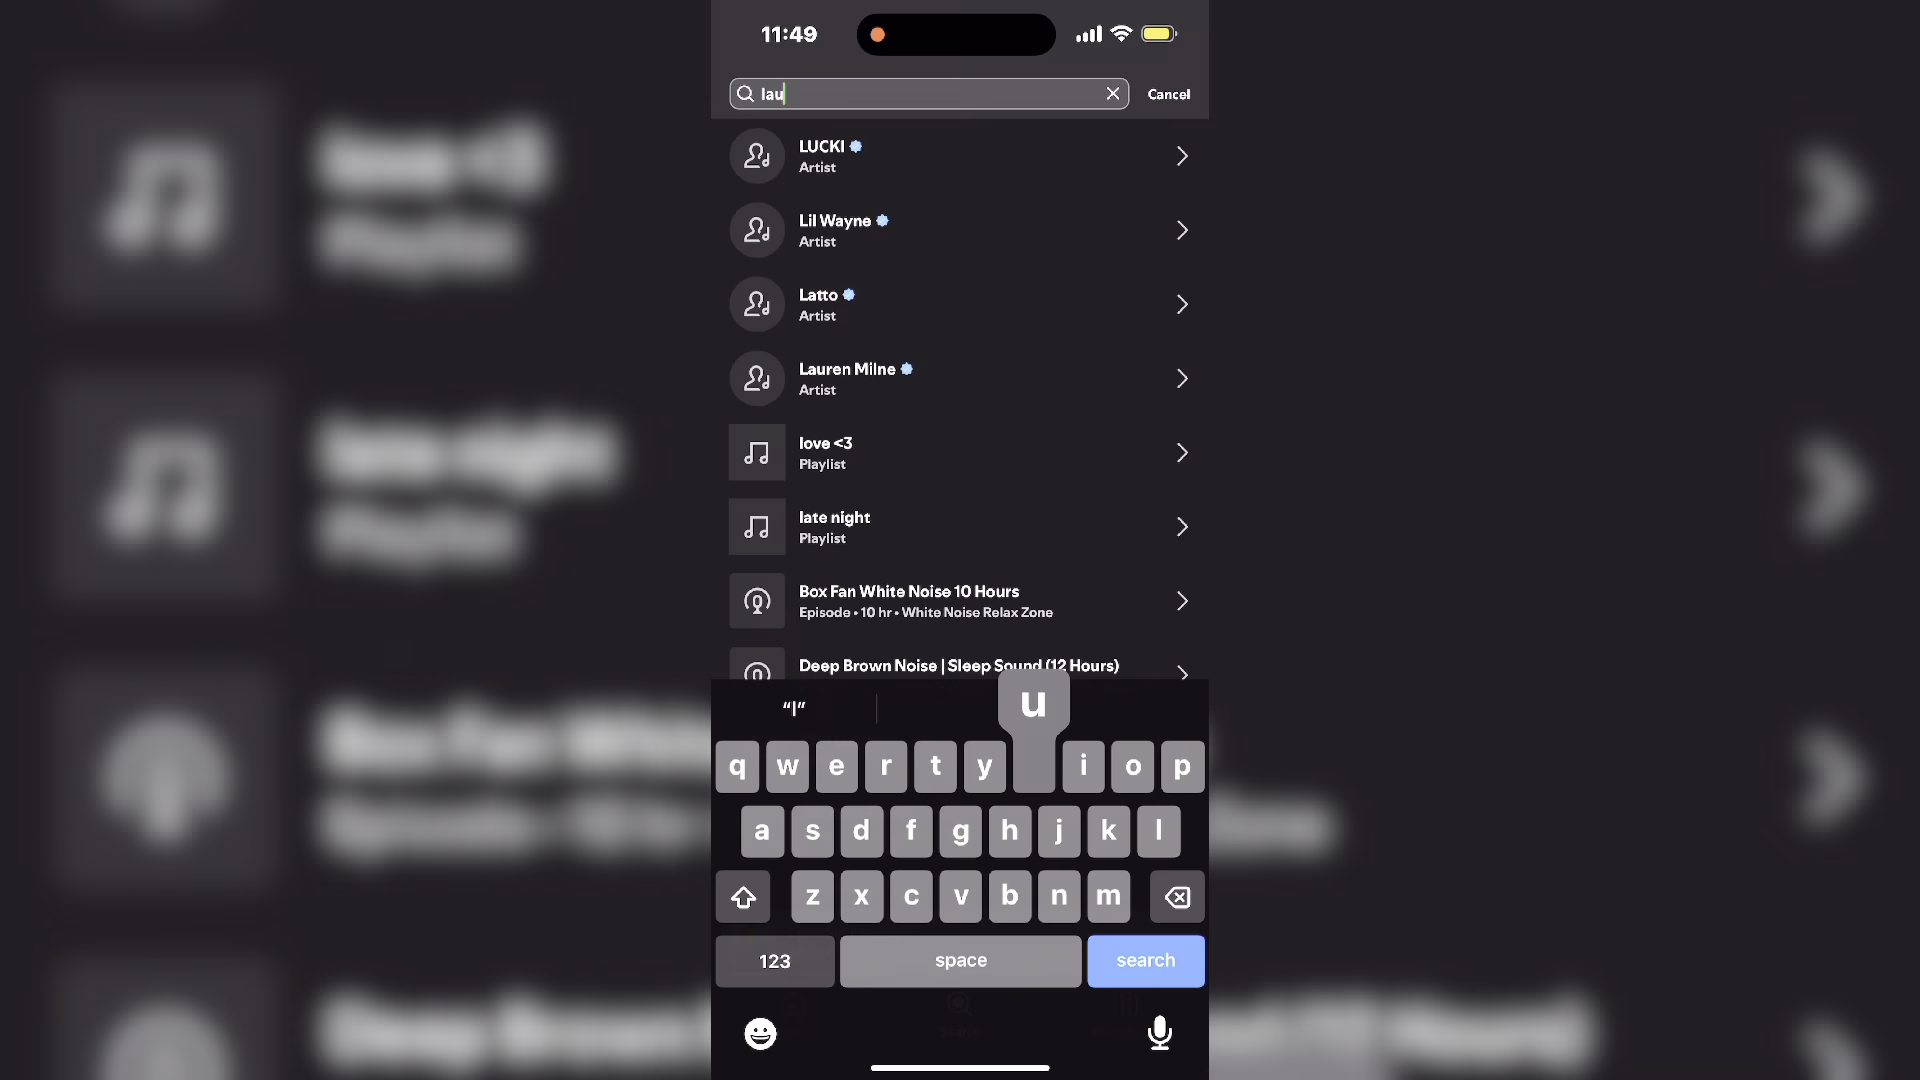 11:49
lau
Cancel
LUCKI
Artist
Lil Wayne
Artist
Latto
Artist
Lauren Milne
Artist
love <3
Playlist
late night
Playlist
Box Fan White Noise 10 Hours
Episode • 10 hr • White Noise Relax Zone
Deep Brown Noise | Sleep Sound (12 Hours)
“l”
u
q w e r t y i o p
a s d f g h j k l
z x c v b n m
123 space search